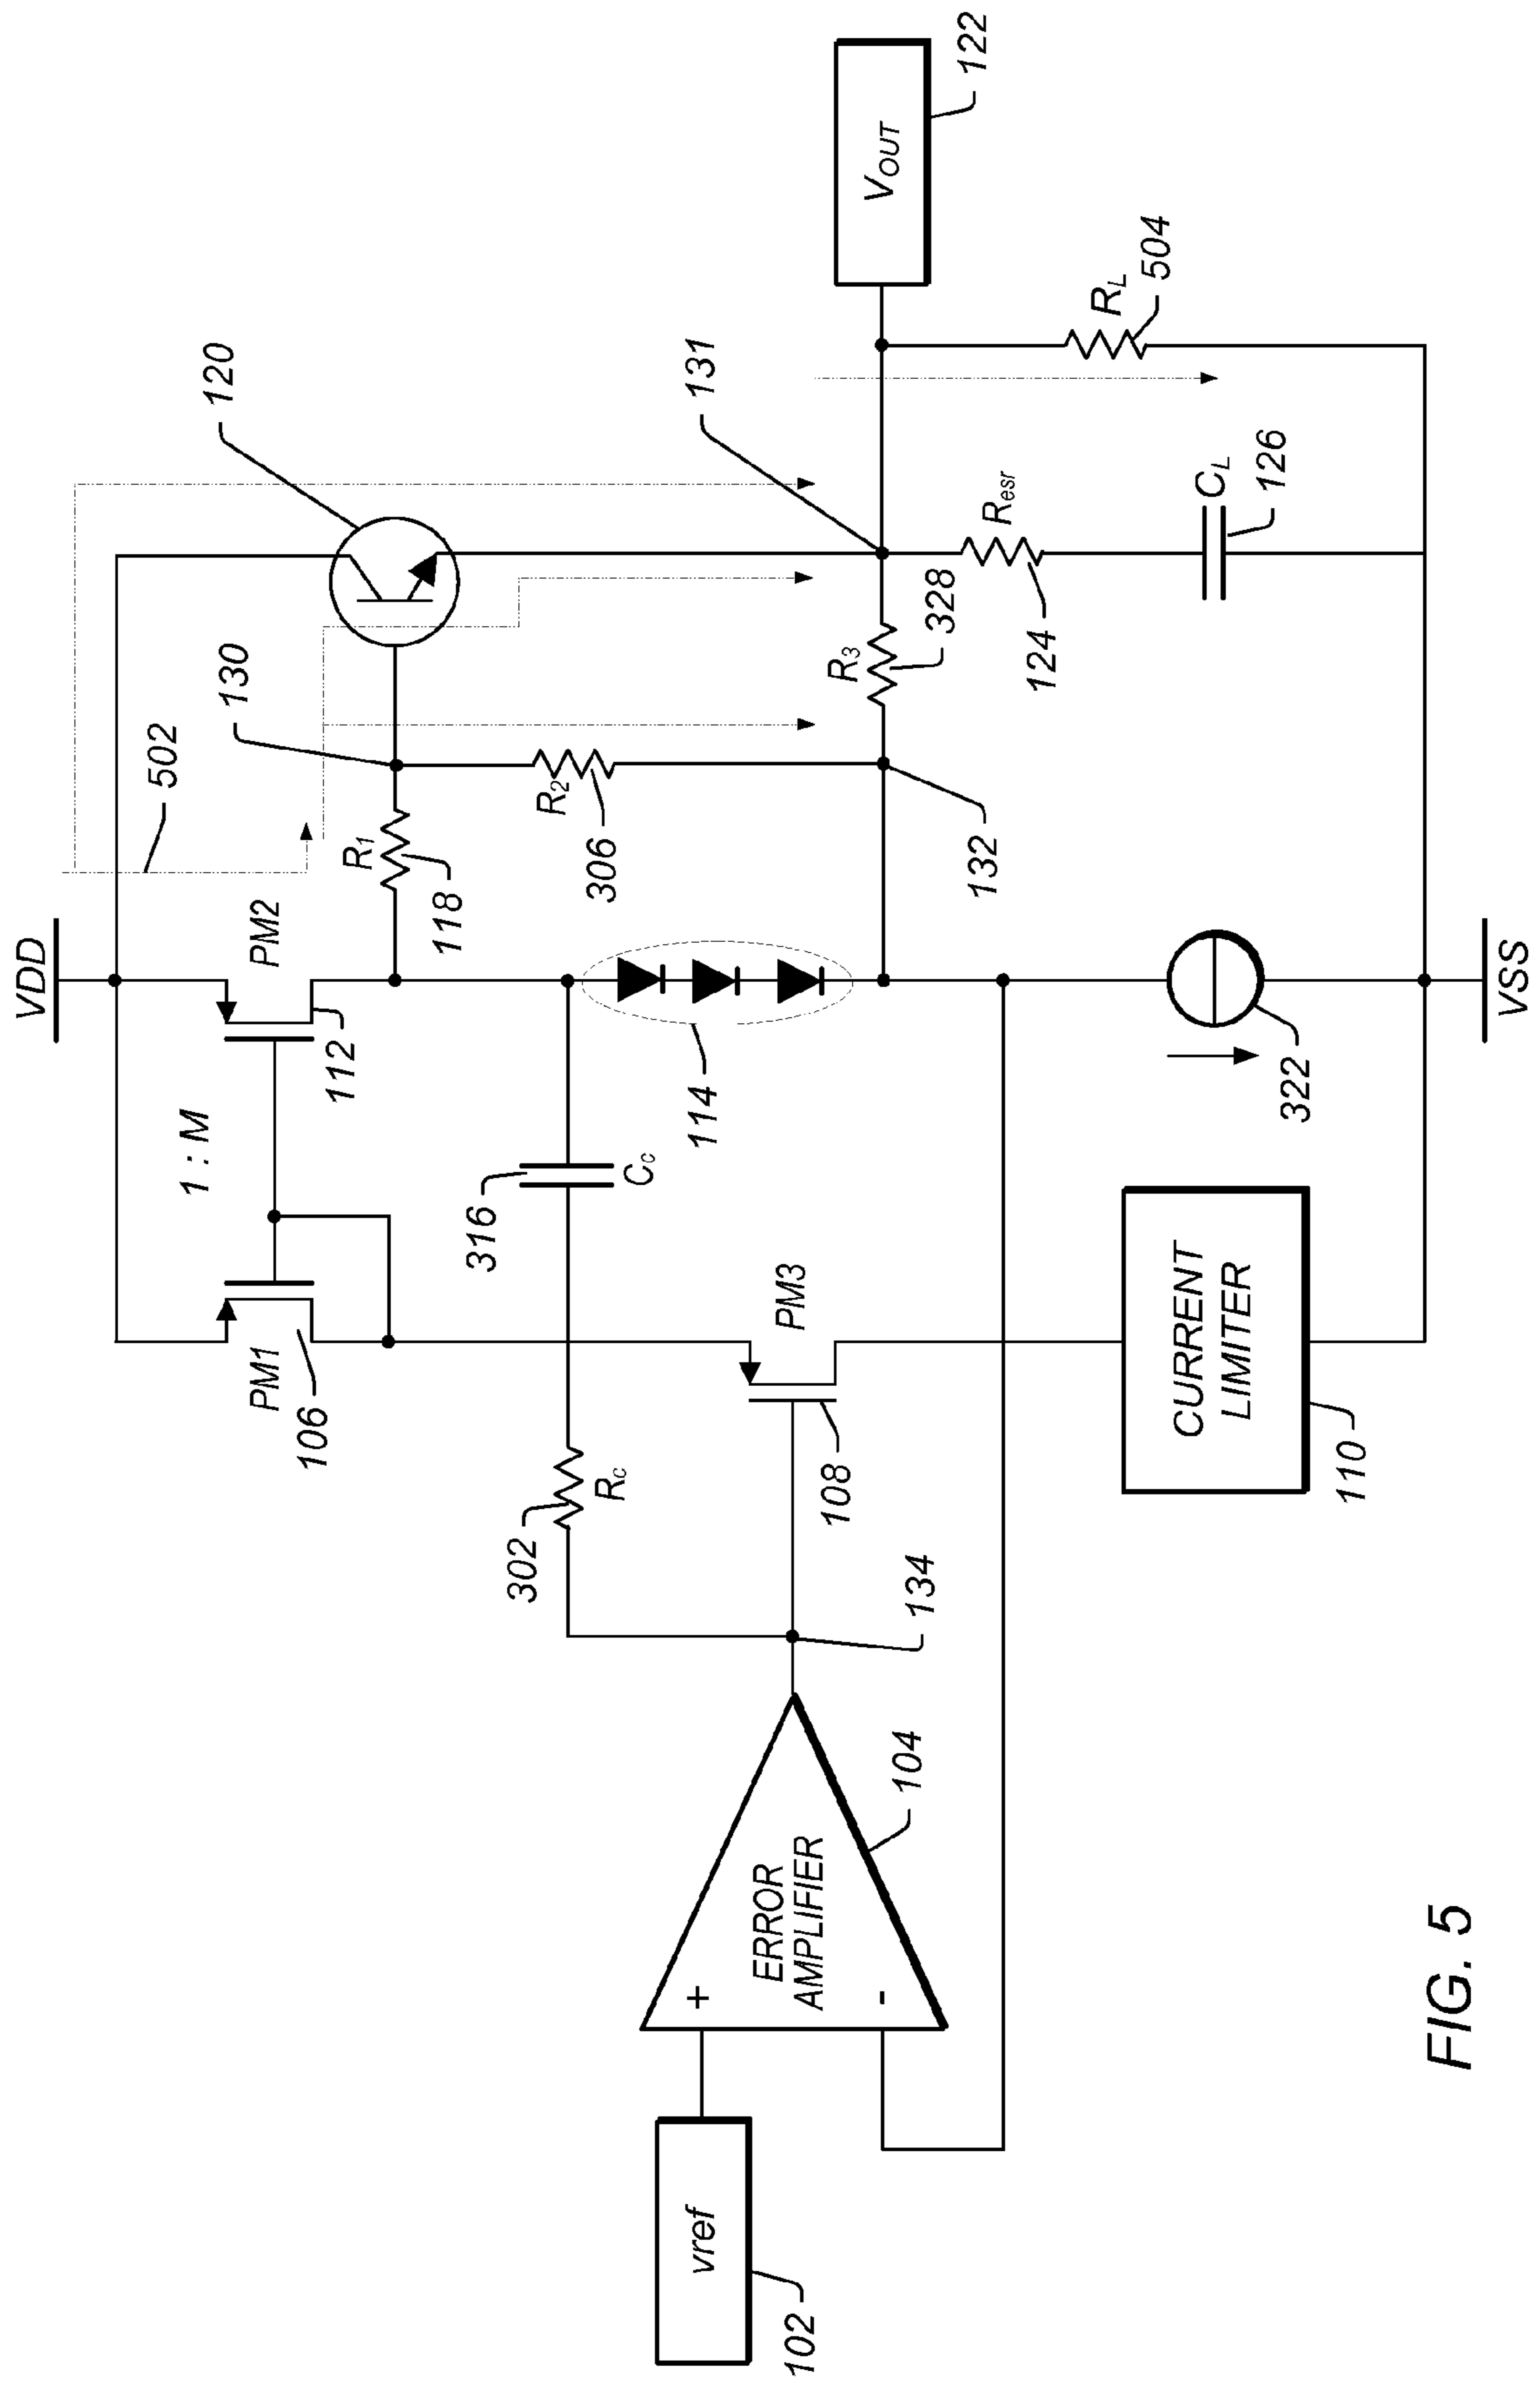 VDD
502
120
130
PM2
1 : M
R1
118
112
PM1
106
316
Cc
R2
306
131
VOUT
122
302
Rc
PM3
114
R3
328
Resr
RL
504
108
134
132
124
CL
126
vref
102
+
-
ERROR
AMPLIFIER
104
CURRENT
LIMITER
110
322
VSS
FIG. 5